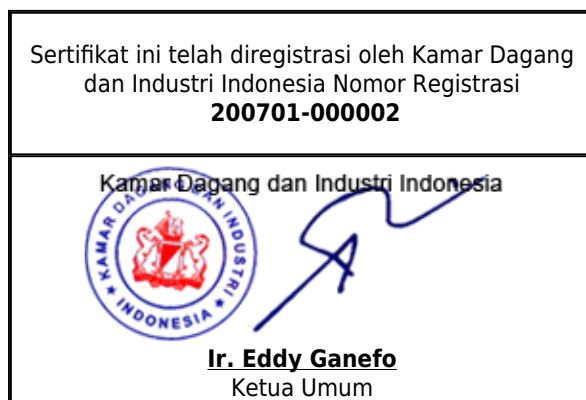 Sertifikat ini telah diregistrasi oleh Kamar Dagang
dan Industri Indonesia Nomor Registrasi
200701-000002
Kamar Dagang dan Industri Indonesia
KAMAR DAGANG DAN INDUSTRI
INDONESIA
Ir. Eddy Ganefo
Ketua Umum